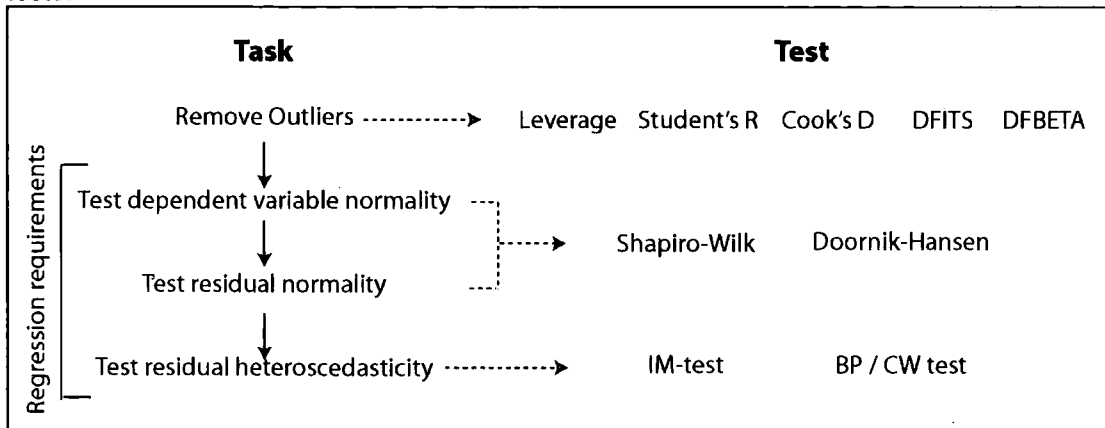 Task Test
Remove Outliers Leverage Student's R Cook's D DFITS DFBETA
Regression requirements
Test dependent variable normality
Shapiro-Wilk Doornik-Hansen
Test residual normality
Test residual heteroscedasticity IM-test BP / CW test